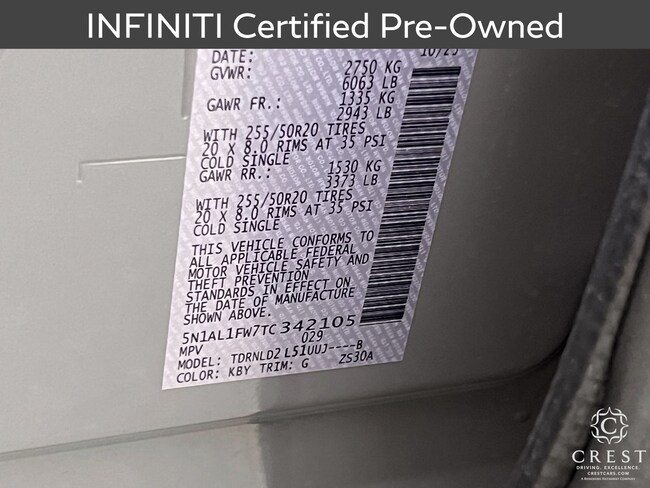 INFINITI Certified Pre-Owned
DATE: 10/25
GVWR: 2750 KG
6063 LB
GAWR FR.: 1335 KG
2943 LB
WITH 255/50R20 TIRES
20 X 8.0 RIMS AT 35 PSI
COLD SINGLE
GAWR RR.: 1530 KG
3373 LB
WITH 255/50R20 TIRES
20 X 8.0 RIMS AT 35 PSI
COLD SINGLE
THIS VEHICLE CONFORMS TO
ALL APPLICABLE FEDERAL
MOTOR VEHICLE SAFETY AND
THEFT PREVENTION
STANDARDS IN EFFECT ON
THE DATE OF MANUFACTURE
SHOWN ABOVE.
5N1AL1FW7TC342105
MPV 029
MODEL: TDRNLD2 L51UUJ----B
COLOR: KBY TRIM: G ZS30A
C
CREST
DRIVING. EXCELLENCE.
CRESTCARS.COM
A BERKSHIRE HATHAWAY COMPANY